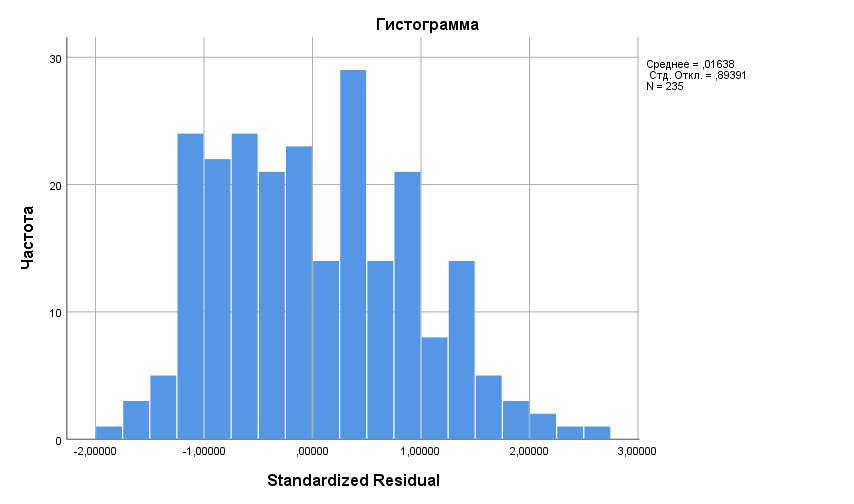 Гистограмма
Среднее = ,01638
Стд. Откл. = ,89391
N = 235
Частота
30
20
10
0
-2,00000
-1,00000
,00000
1,00000
2,00000
3,00000
Standardized Residual